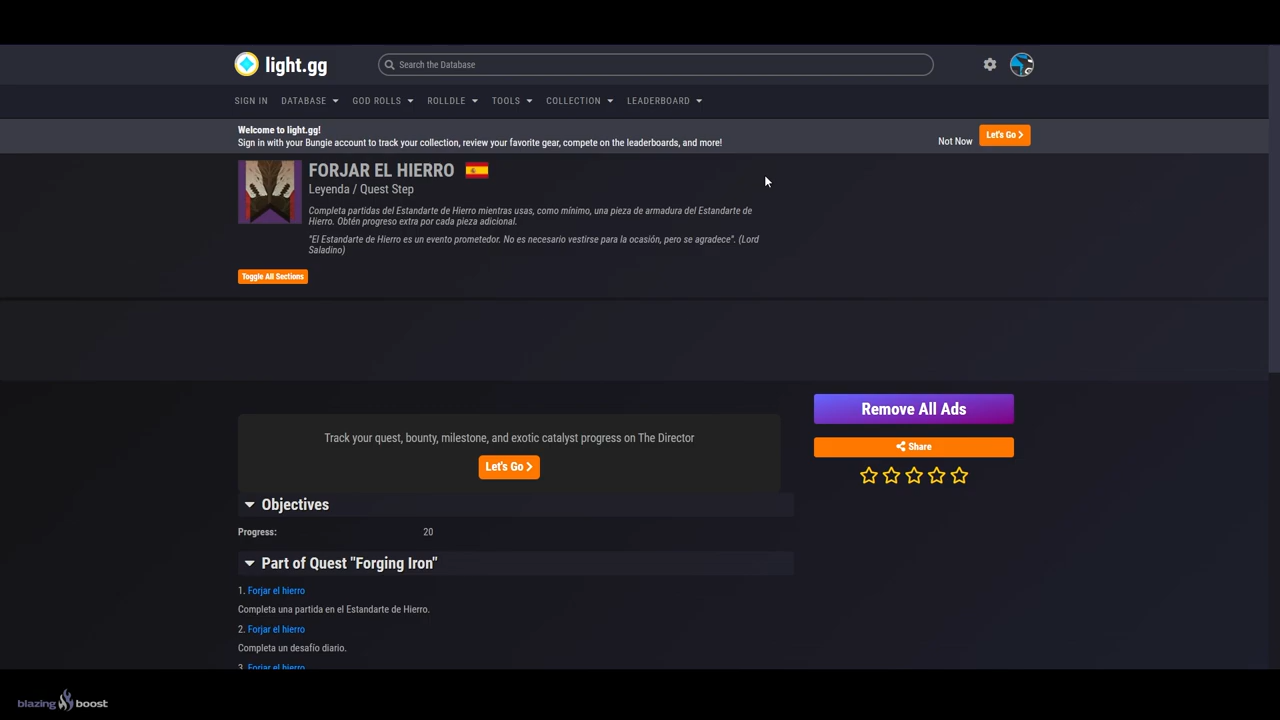 light.gg
Search the Database
SIGN IN DATABASE GOD ROLLS ROLLDLE TOOLS COLLECTION LEADERBOARD
Welcome to light.gg!
Sign in with your Bungie account to track your collection, review your favorite gear, compete on the leaderboards, and more!
Not Now
Let's Go
FORJAR EL HIERRO
Leyenda / Quest Step
Completa partidas del Estandarte de Hierro mientras usas, como mínimo, una pieza de armadura del Estandarte de
Hierro. Obtén progreso extra por cada pieza adicional.
"El Estandarte de Hierro es un evento prometedor. No es necesario vestirse para la ocasión, pero se agradece". (Lord
Saladino)
Toggle All Sections
Track your quest, bounty, milestone, and exotic catalyst progress on The Director
Let's Go
Remove All Ads
Share
Objectives
Progress: 20
Part of Quest "Forging Iron"
1. Forjar el hierro
Completa una partida en el Estandarte de Hierro.
2. Forjar el hierro
Completa un desafío diario.
3. Forjar el hierro
blazing boost